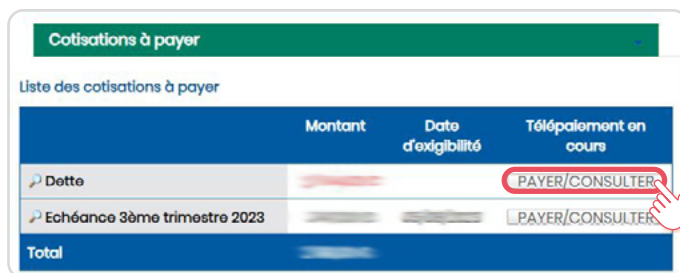 Cotisations à payer
Liste des cotisations à payer
Montant Date d'exigibilité Télépaiement en cours
Dette PAYER/CONSULTER
Echéance 3ème trimestre 2023 PAYER/CONSULTER
Total